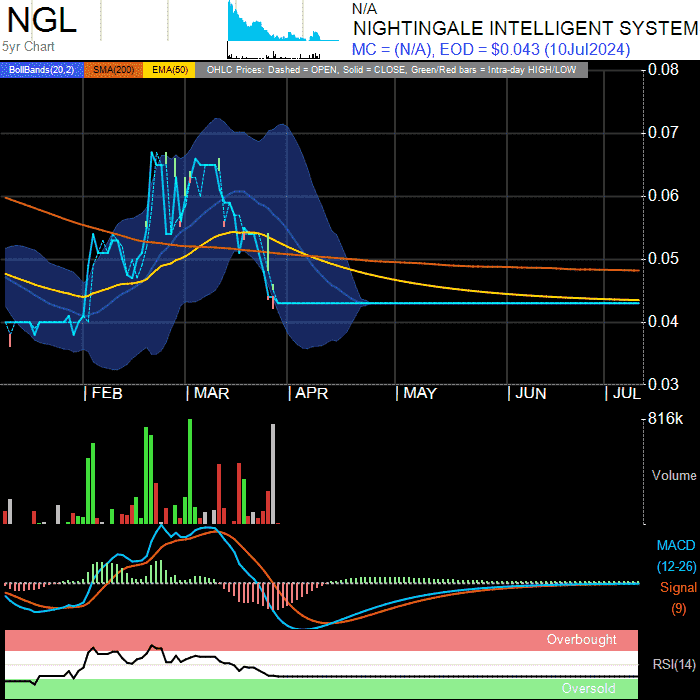 NGL
5yr Chart
N/A
NIGHTINGALE INTELLIGENT SYSTEM
MC = (N/A), EOD = $0.043 (10Jul2024)
BollBands(20,2) SMA(200) EMA(50) OHLC Prices: Dashed = OPEN, Solid = CLOSE, Green/Red bars = Intra-day HIGH/LOW
0.08
0.07
0.06
0.05
0.04
0.03
FEB MAR APR MAY JUN JUL
816k
Volume
MACD
(12-26)
Signal
(9)
Overbought
RSI(14)
Oversold